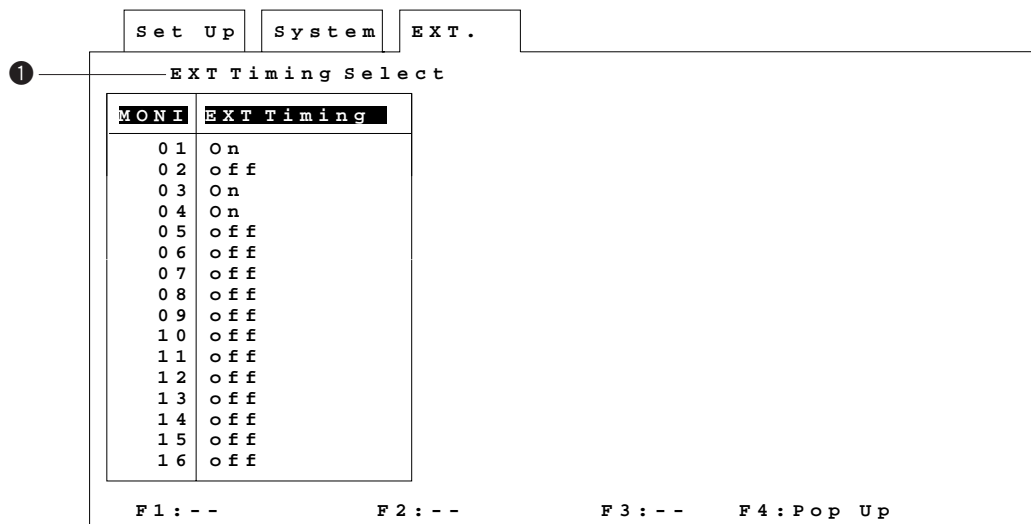 Set Up System EXT.
❶ EXT Timing Select
MONI EXT Timing
01 On
02 off
03 On
04 On
05 off
06 off
07 off
08 off
09 off
10 off
11 off
12 off
13 off
14 off
15 off
16 off
F1:-- F2:-- F3:-- F4:Pop Up